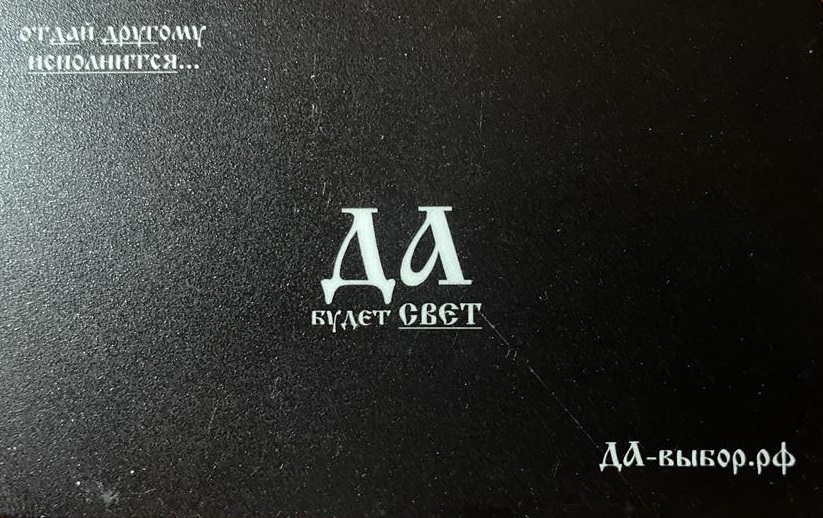 отдай другому
исполнится...
ДА
будет СВЕТ
ДА-выбор.рф